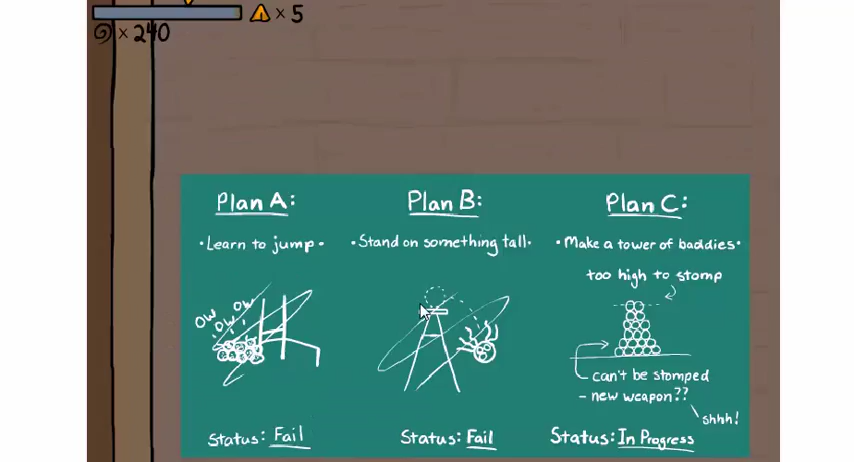 × 5
× 240
Plan A:
• Learn to jump •
Ow Ow Ow
Status: Fail
Plan B:
• Stand on something tall •
Status: Fail
Plan C:
• Make a tower of baddies •
too high to stomp
can't be stomped
- new weapon??
shhh!
Status: In Progress